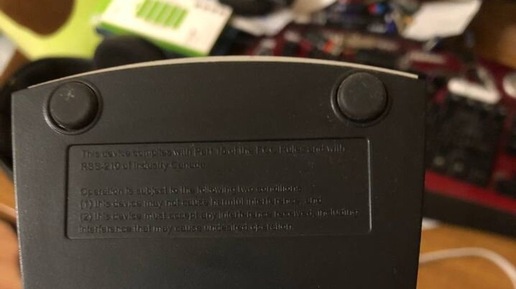 This device complies with Part 15 of the FCC Rules and with
RSS-210 of Industry Canada.
Operation is subject to the following two conditions:
(1) this device may not cause harmful interference, and
(2) this device must accept any interference received, including
interference that may cause undesired operation.